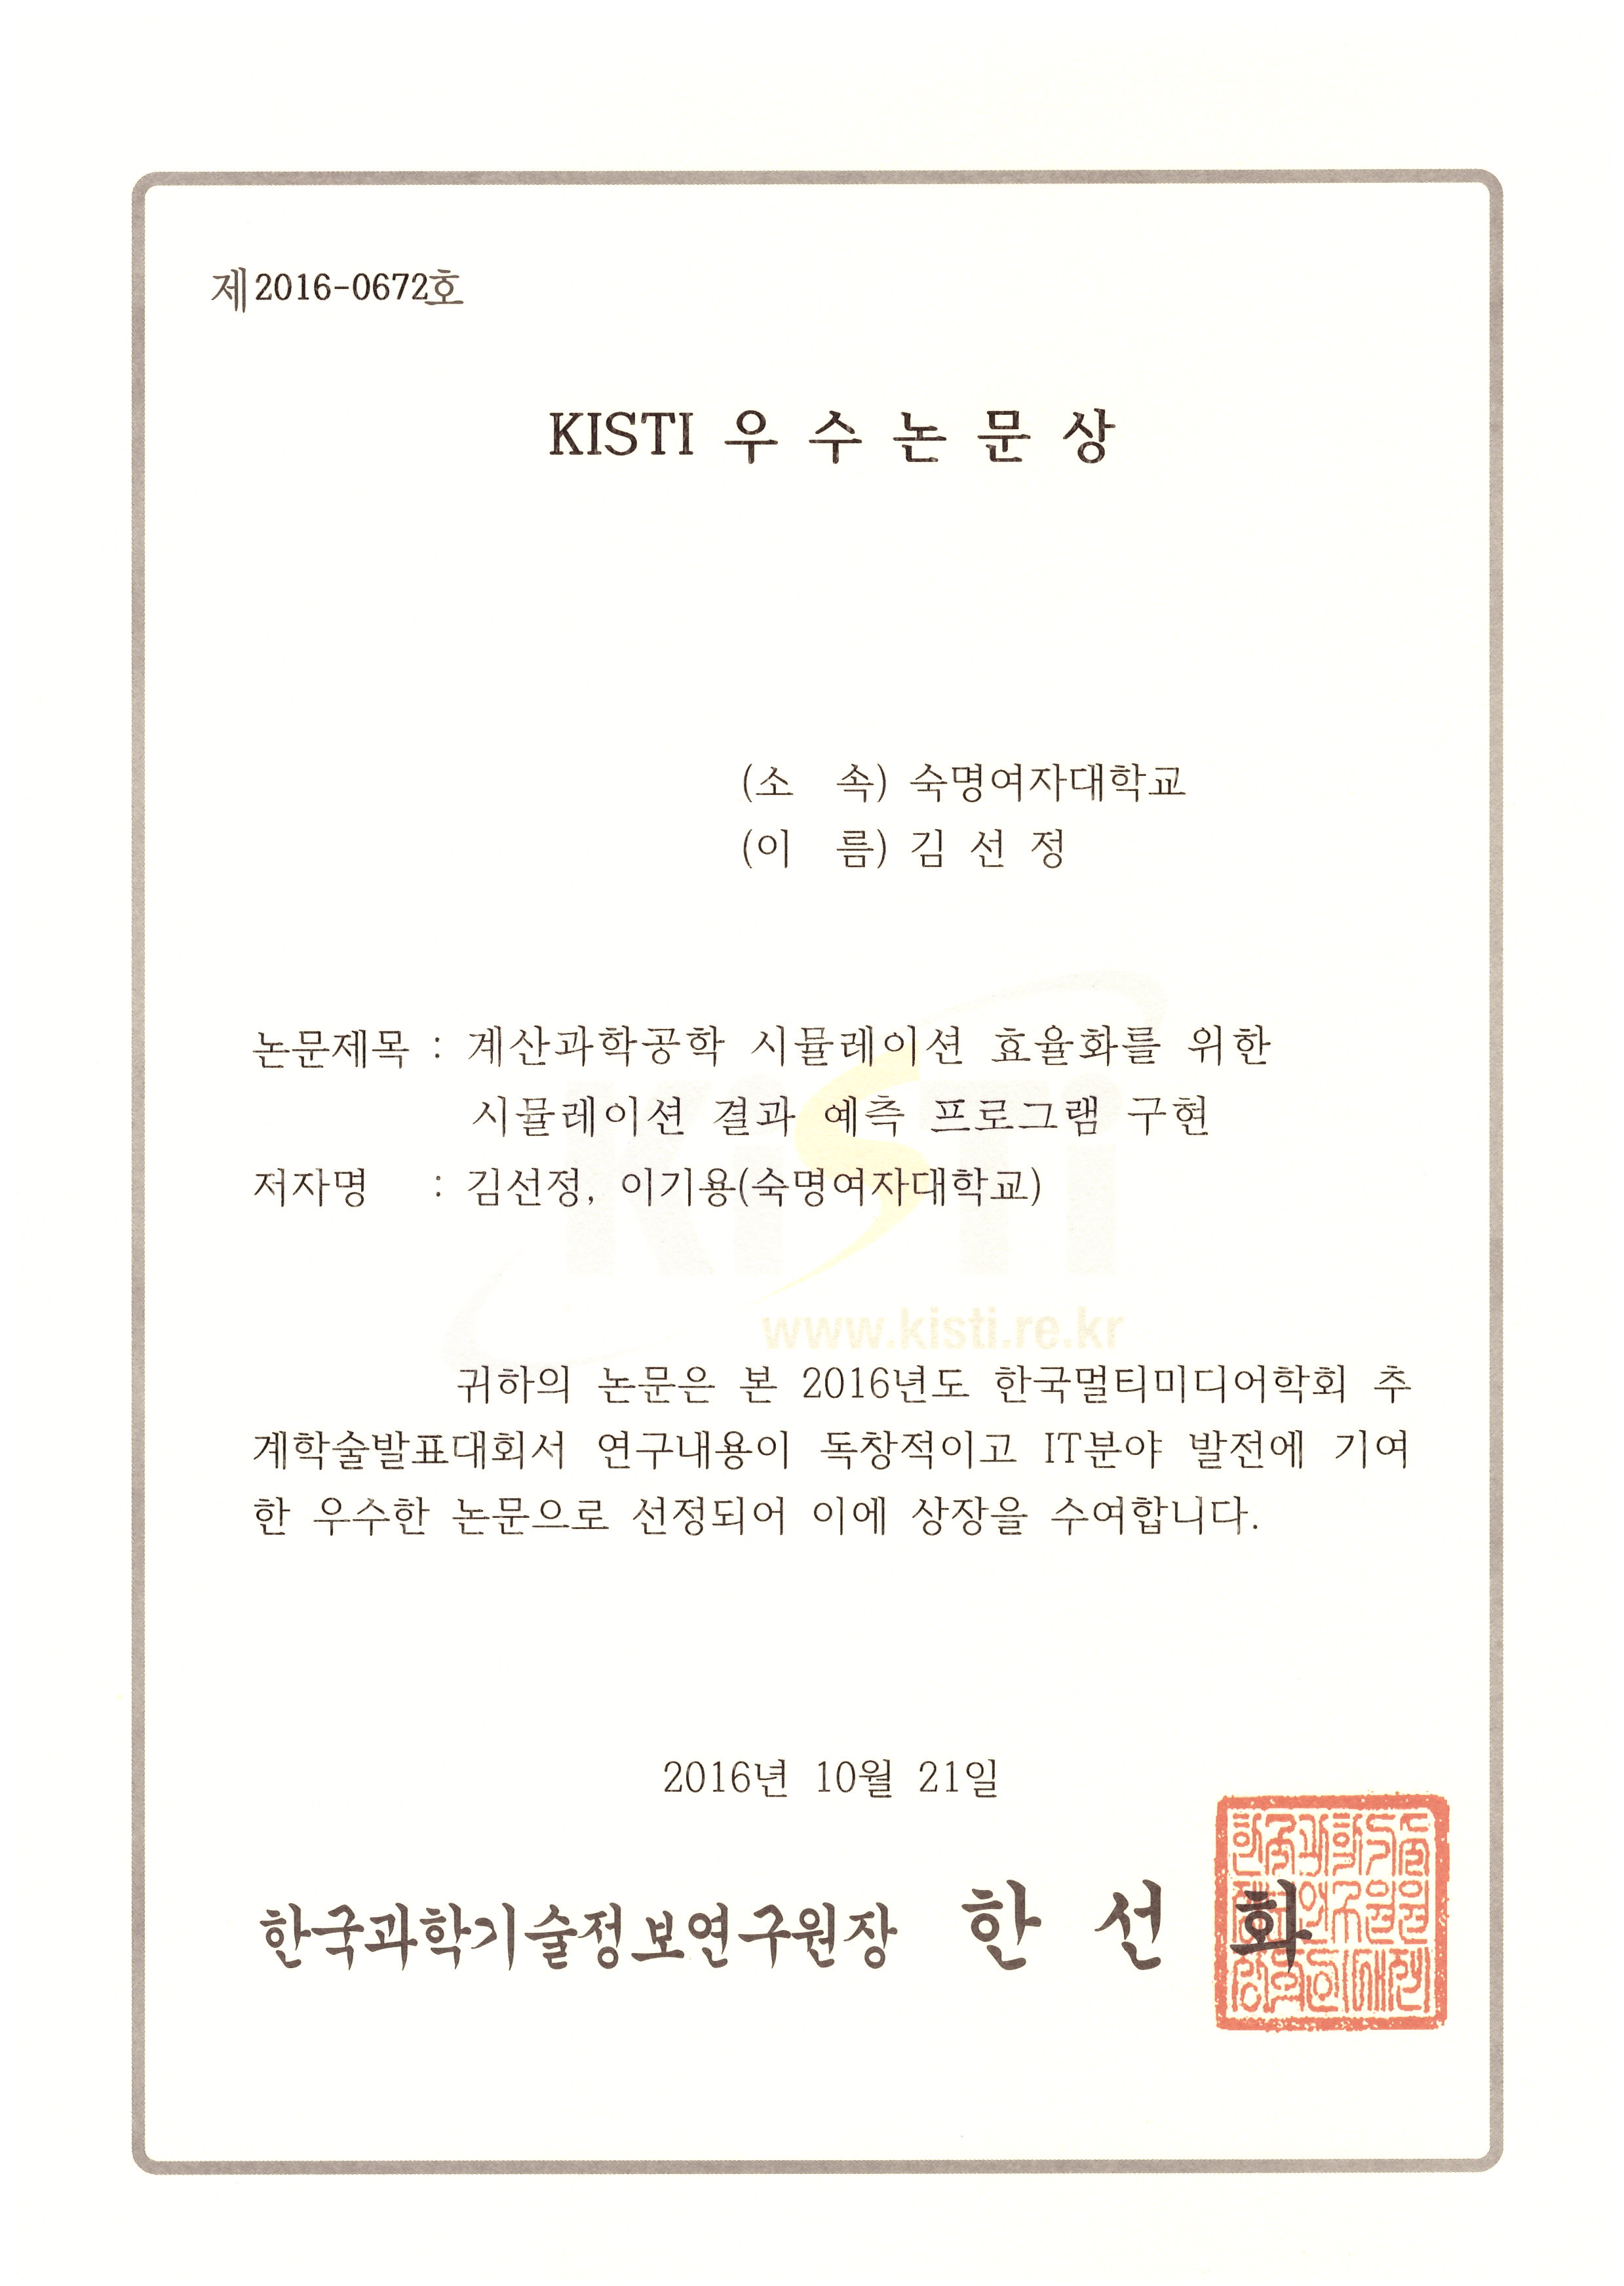 제2016-0672호
KISTI 우 수 논 문 상
(소 속) 숙명여자대학교
(이 름) 김 선 정
논문제목 : 계산과학공학 시뮬레이션 효율화를 위한
시뮬레이션 결과 예측 프로그램 구현
저자명 : 김선정, 이기용(숙명여자대학교)
KiSTi
www.kisti.re.kr
귀하의 논문은 본 2016년도 한국멀티미디어학회 추
계학술발표대회서 연구내용이 독창적이고 IT분야 발전에 기여
한 우수한 논문으로 선정되어 이에 상장을 수여합니다.
2016년 10월 21일
한국과학기술정보연구원장 한 선 화